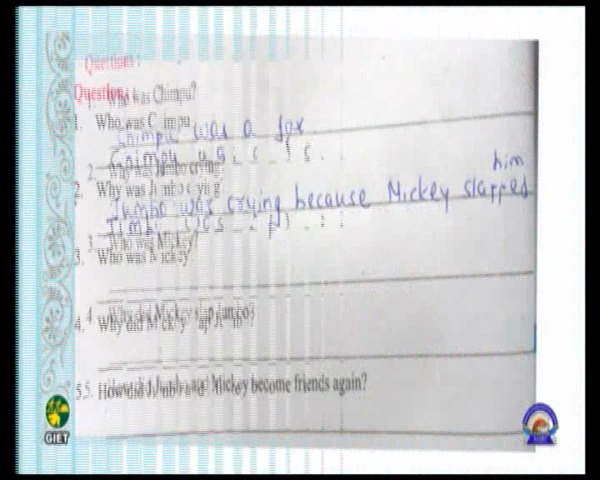 Questions:
1. Who was Chimpu?
Chimpu was a fox
2. Why was Jumbo crying
him
Jumbo was crying because Mickey slapped
3. Who was Mickey?
4. Why did Mickey slap Jumbo?
5. How did Jumbo and Mickey become friends again?
GIET